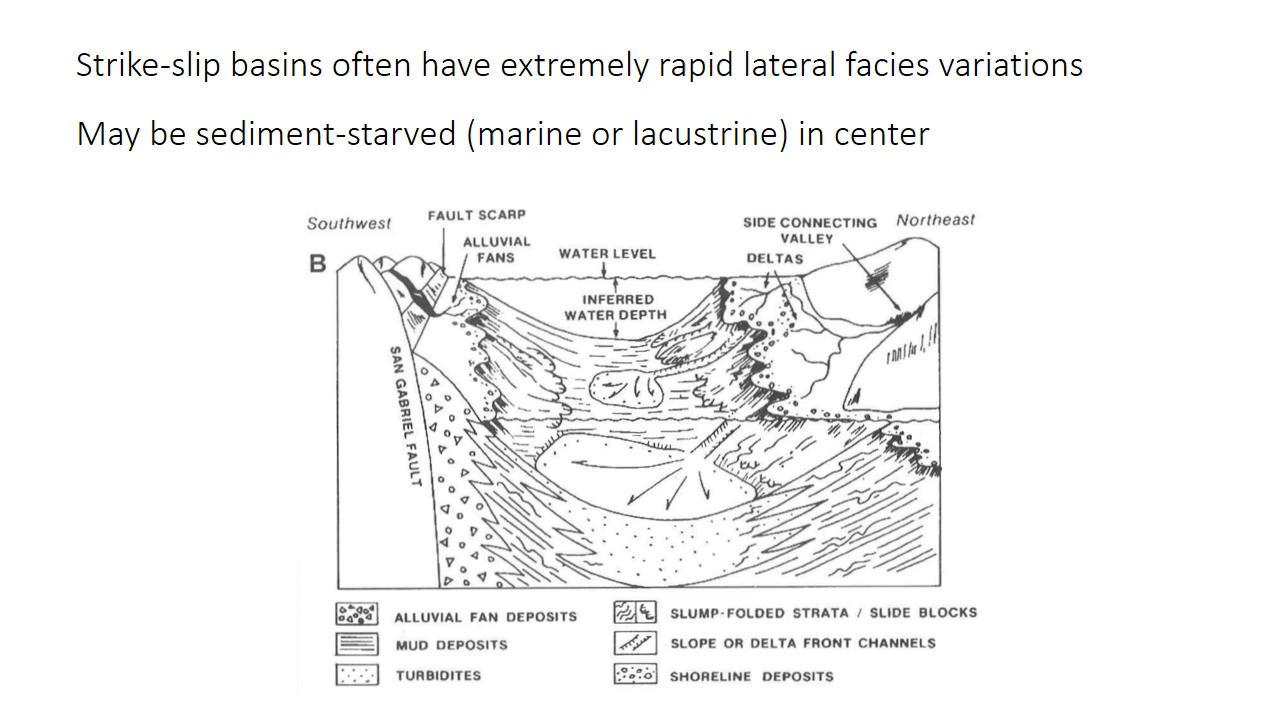 Strike-slip basins often have extremely rapid lateral facies variations
May be sediment-starved (marine or lacustrine) in center
Southwest
FAULT SCARP
SIDE CONNECTING
VALLEY
Northeast
B
ALLUVIAL
FANS
WATER LEVEL
DELTAS
INFERRED
WATER DEPTH
SAN GABRIEL FAULT
ALLUVIAL FAN DEPOSITS
MUD DEPOSITS
TURBIDITES
SLUMP-FOLDED STRATA / SLIDE BLOCKS
SLOPE OR DELTA FRONT CHANNELS
SHORELINE DEPOSITS